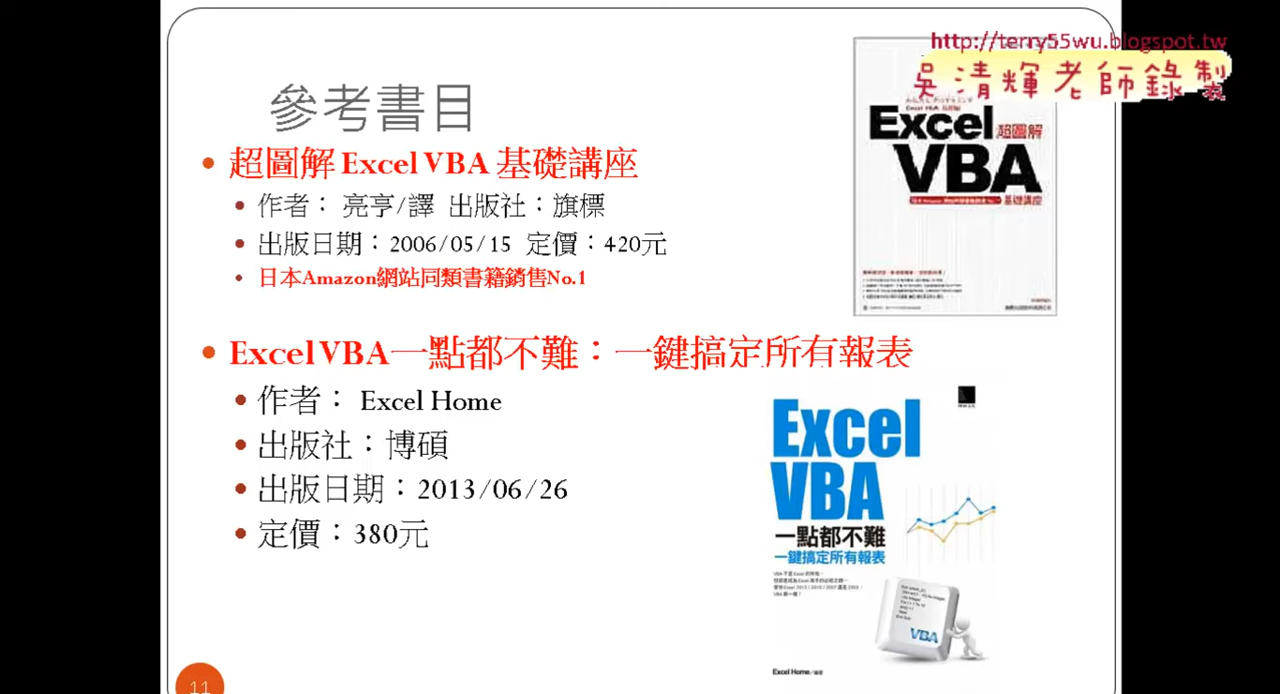 http://terry55wu.blogspot.tw
吳清輝老師錄製
參考書目
超圖解 Excel VBA 基礎講座
作者： 亮亨/譯 出版社：旗標
出版日期：2006/05/15 定價：420元
日本Amazon網站同類書籍銷售No.1
Excel VBA一點都不難：一鍵搞定所有報表
作者： Excel Home
出版社：博碩
出版日期：2013/06/26
定價：380元
11
Excel 超圖解
VBA
基礎講座
Excel
VBA
一點都不難
一鍵搞定所有報表
VBA
Excel Home